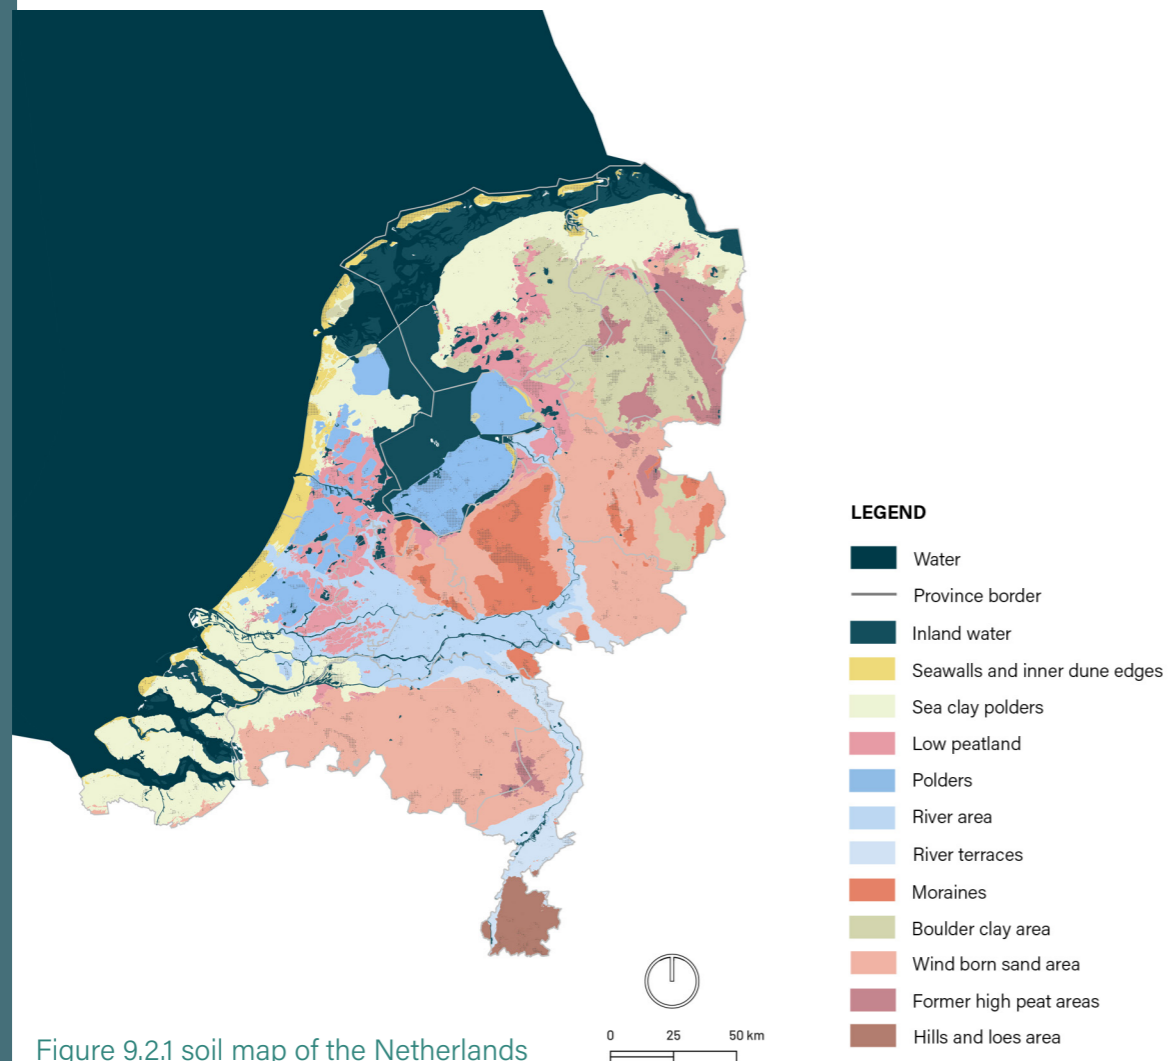 LEGEND
Water
Province border
Inland water
Seawalls and inner dune edges
Sea clay polders
Low peatland
Polders
River area
River terraces
Moraines
Boulder clay area
Wind born sand area
Former high peat areas
Hills and loes area
0 25 50 km
Figure 9.2.1 soil map of the Netherlands